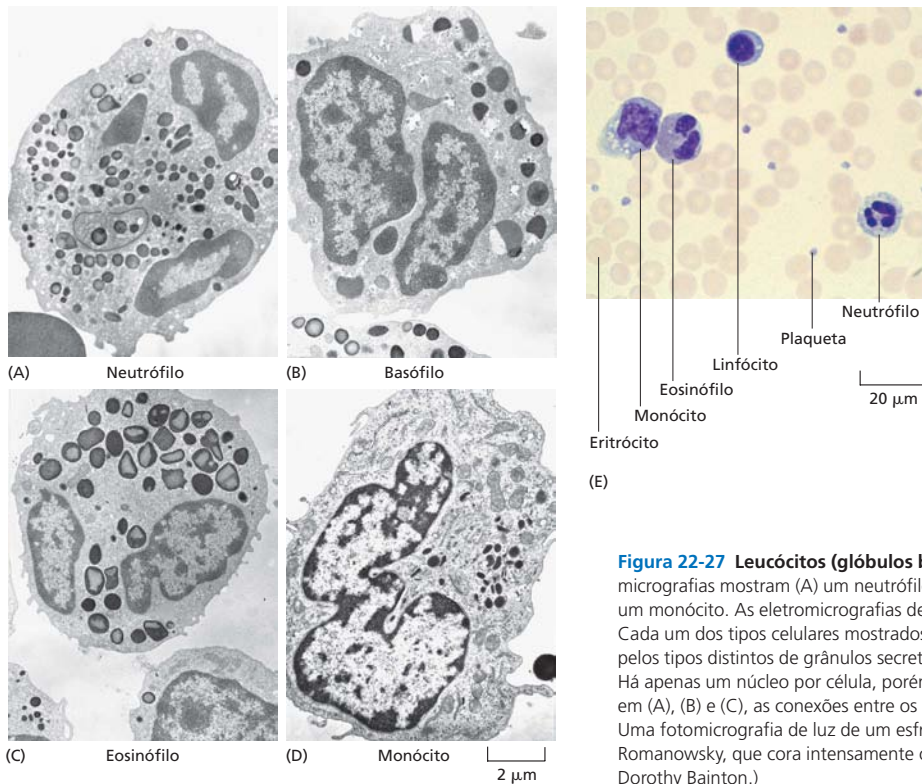 (A) Neutrófilo
(B) Basófilo
(C) Eosinófilo
(D) Monócito
2 μm
Neutrófilo
Plaqueta
Linfócito
Eosinófilo
Monócito
Eritrócito
20 μm
(E)
Figura 22-27 Leucócitos (glóbulos b
micrografias mostram (A) um neutrófilo
um monócito. As eletromicrografias de
Cada um dos tipos celulares mostrados
pelos tipos distintos de grânulos secret
Há apenas um núcleo por célula, porém
em (A), (B) e (C), as conexões entre os
Uma fotomicrografia de luz de um esfr
Romanowsky, que cora intensamente
Dorothy Bainton.)